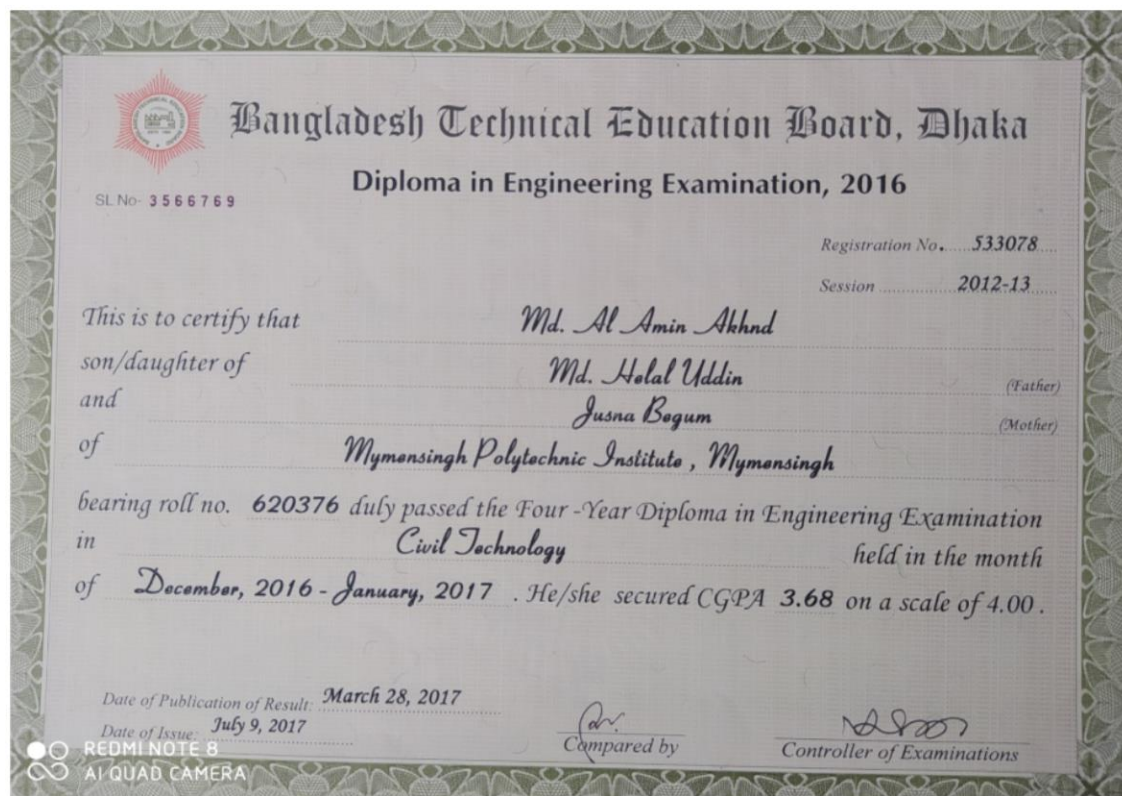 Bangladesh Technical Education Board, Dhaka
Diploma in Engineering Examination, 2016
SL.No- 3566769
Registration No. 533078
Session 2012-13
This is to certify that Md. Al Amin Akhnd
son/daughter of Md. Helal Uddin (Father)
and Jusna Begum (Mother)
of Mymensingh Polytechnic Institute , Mymensingh
bearing roll no. 620376 duly passed the Four -Year Diploma in Engineering Examination
in Civil Technology held in the month
of December, 2016 - January, 2017 . He/she secured CGPA 3.68 on a scale of 4.00 .
Date of Publication of Result: March 28, 2017
Date of Issue: July 9, 2017
Compared by
Controller of Examinations
REDMI NOTE 8
AI QUAD CAMERA